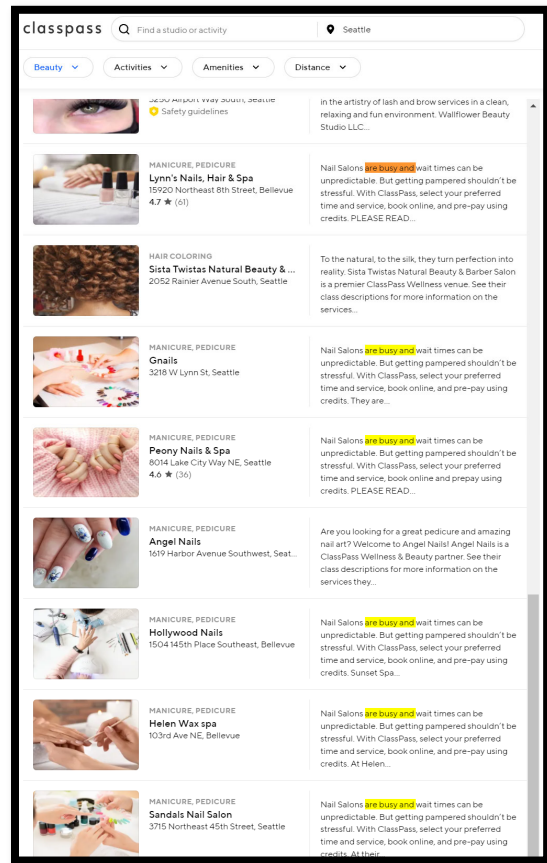 classpass
Find a studio or activity
Seattle
Beauty
Activities
Amenities
Distance
3250 Airport Way South, Seattle
Safety guidelines
in the artistry of lash and brow services in a clean,
relaxing and fun environment. Wallflower Beauty
Studio LLC...
MANICURE, PEDICURE
Lynn's Nails, Hair & Spa
15920 Northeast 8th Street, Bellevue
4.7 ★ (61)
Nail Salons are busy and wait times can be
unpredictable. But getting pampered shouldn't be
stressful. With ClassPass, select your preferred
time and service, book online, and pre-pay using
credits. PLEASE READ...
HAIR COLORING
Sista Twistas Natural Beauty & ...
2052 Rainier Avenue South, Seattle
To the natural, to the silk, they turn perfection into
reality. Sista Twistas Natural Beauty & Barber Salon
is a premier ClassPass Wellness venue. See their
class descriptions for more information on the
services...
MANICURE, PEDICURE
Gnails
3218 W Lynn St, Seattle
Nail Salons are busy and wait times can be
unpredictable. But getting pampered shouldn't be
stressful. With ClassPass, select your preferred
time and service, book online, and pre-pay using
credits. They are...
MANICURE, PEDICURE
Peony Nails & Spa
8014 Lake City Way NE, Seattle
4.6 ★ (36)
Nail Salons are busy and wait times can be
unpredictable. But getting pampered shouldn't be
stressful. With ClassPass, select your preferred
time and service, book online and prepay using
credits. PLEASE READ...
MANICURE, PEDICURE
Angel Nails
1619 Harbor Avenue Southwest, Seat...
Are you looking for a great pedicure and amazing
nail art? Welcome to Angel Nails! Angel Nails is a
ClassPass Wellness & Beauty partner. See their
class descriptions for more information on the
services they...
MANICURE, PEDICURE
Hollywood Nails
1504 145th Place Southeast, Bellevue
Nail Salons are busy and wait times can be
unpredictable. But getting pampered shouldn't be
stressful. With ClassPass, select your preferred
time and service, book online, and pre-pay using
credits. Sunset Spa...
MANICURE, PEDICURE
Helen Wax spa
103rd Ave NE, Bellevue
Nail Salons are busy and wait times can be
unpredictable. But getting pampered shouldn't be
stressful. With ClassPass, select your preferred
time and service, book online, and pre-pay using
credits. At Helen...
MANICURE, PEDICURE
Sandals Nail Salon
3715 Northeast 45th Street, Seattle
Nail Salons are busy and wait times can be
unpredictable. But getting pampered shouldn't be
stressful. With ClassPass, select your preferred
time and service, book online, and pre-pay using
credits. At their...